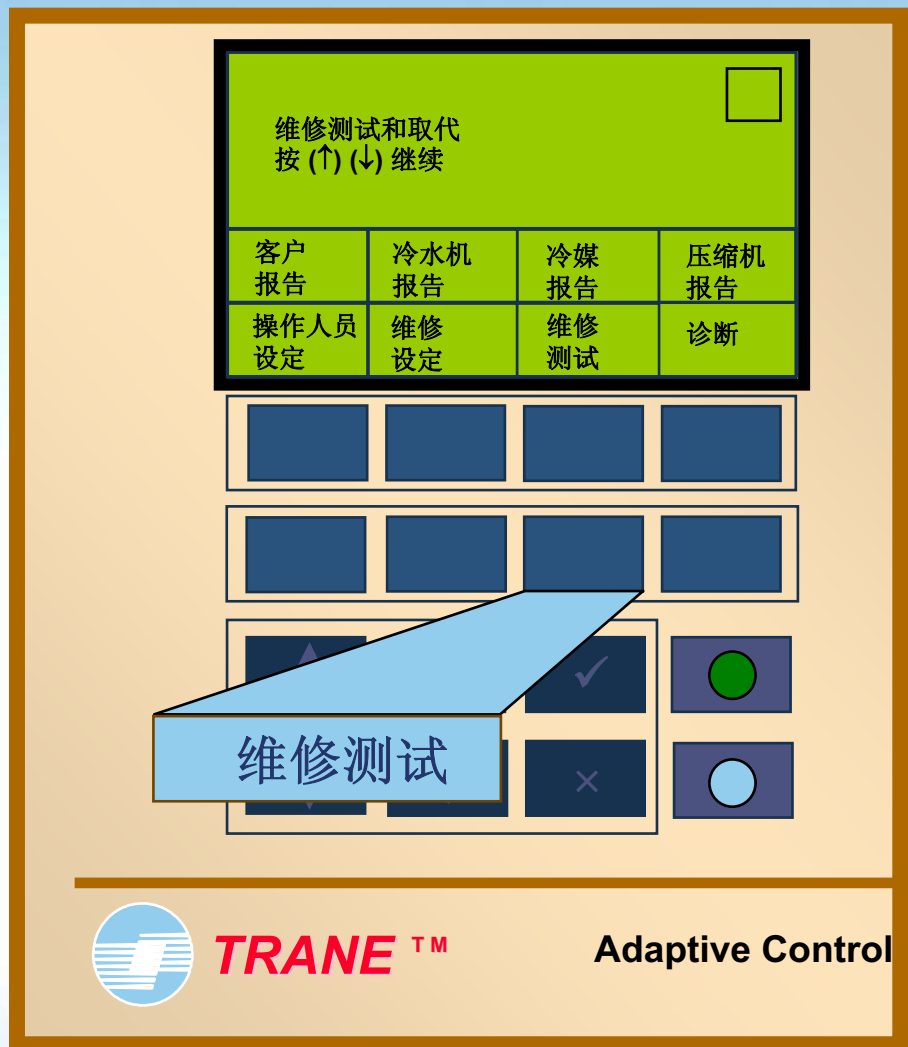 维修测试和取代
按 (↑) (↓) 继续
客户
报告
冷水机
报告
冷媒
报告
压缩机
报告
操作人员
设定
维修
设定
维修
测试
诊断
维修测试
TRANE ™
Adaptive Control